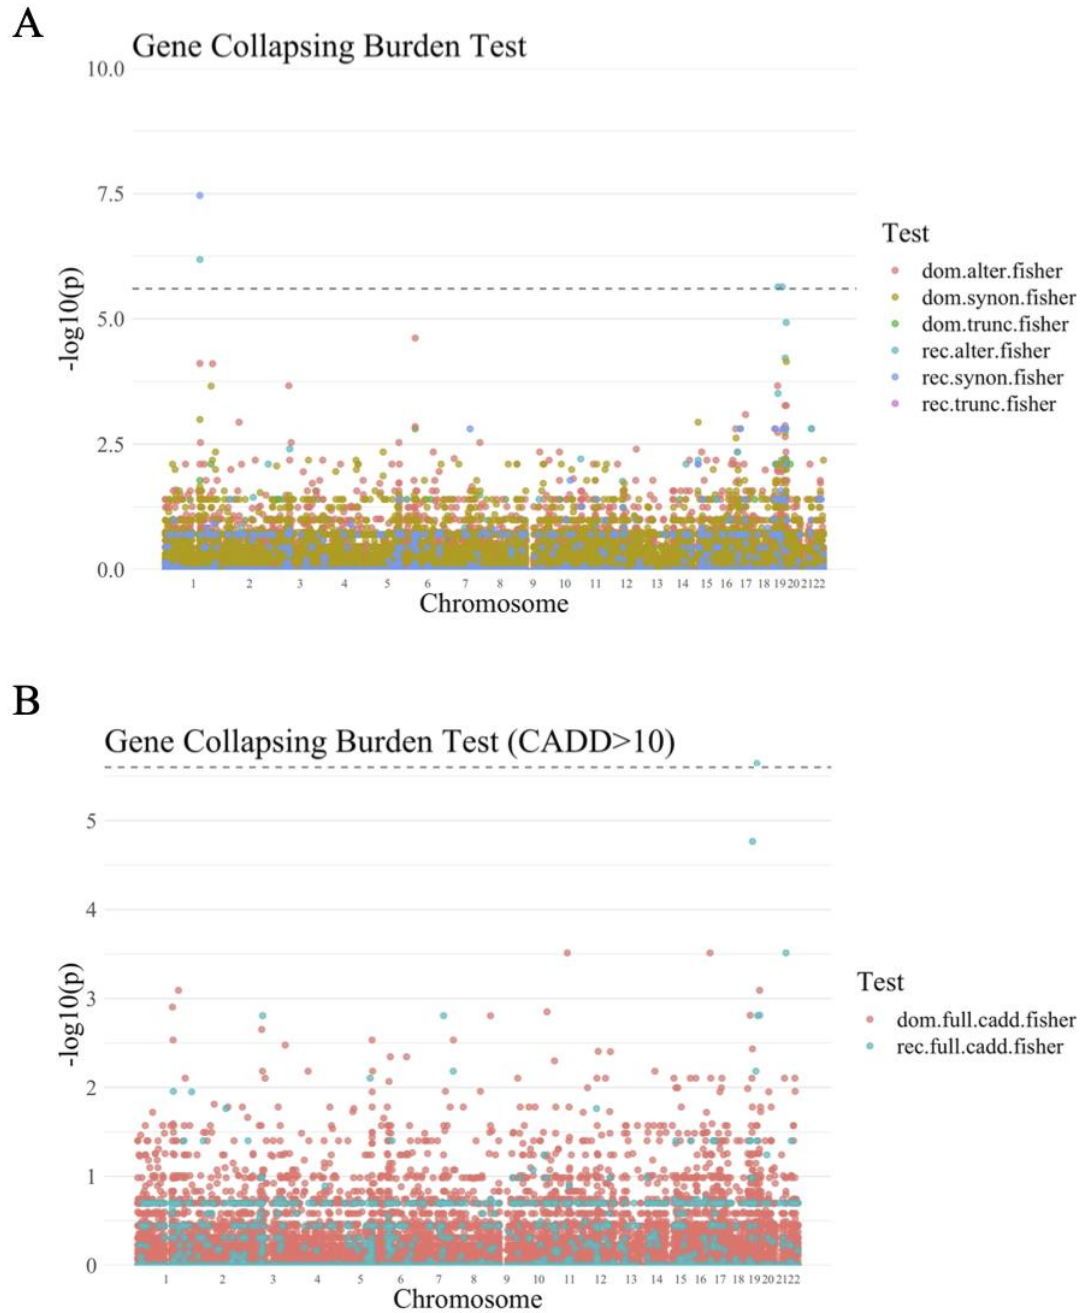 A
Gene Collapsing Burden Test
10.0
7.5
5.0
2.5
0.0
-log10(p)
1 2 3 4 5 6 7 8 9 10 11 12 13 14 15 16 17 18 19 20 21 22
Chromosome
Test
dom.alter.fisher
dom.synon.fisher
dom.trunc.fisher
rec.alter.fisher
rec.synon.fisher
rec.trunc.fisher
B
Gene Collapsing Burden Test (CADD>10)
5
4
3
2
1
0
-log10(p)
1 2 3 4 5 6 7 8 9 10 11 12 13 14 15 16 17 18 19 20 21 22
Chromosome
Test
dom.full.cadd.fisher
rec.full.cadd.fisher